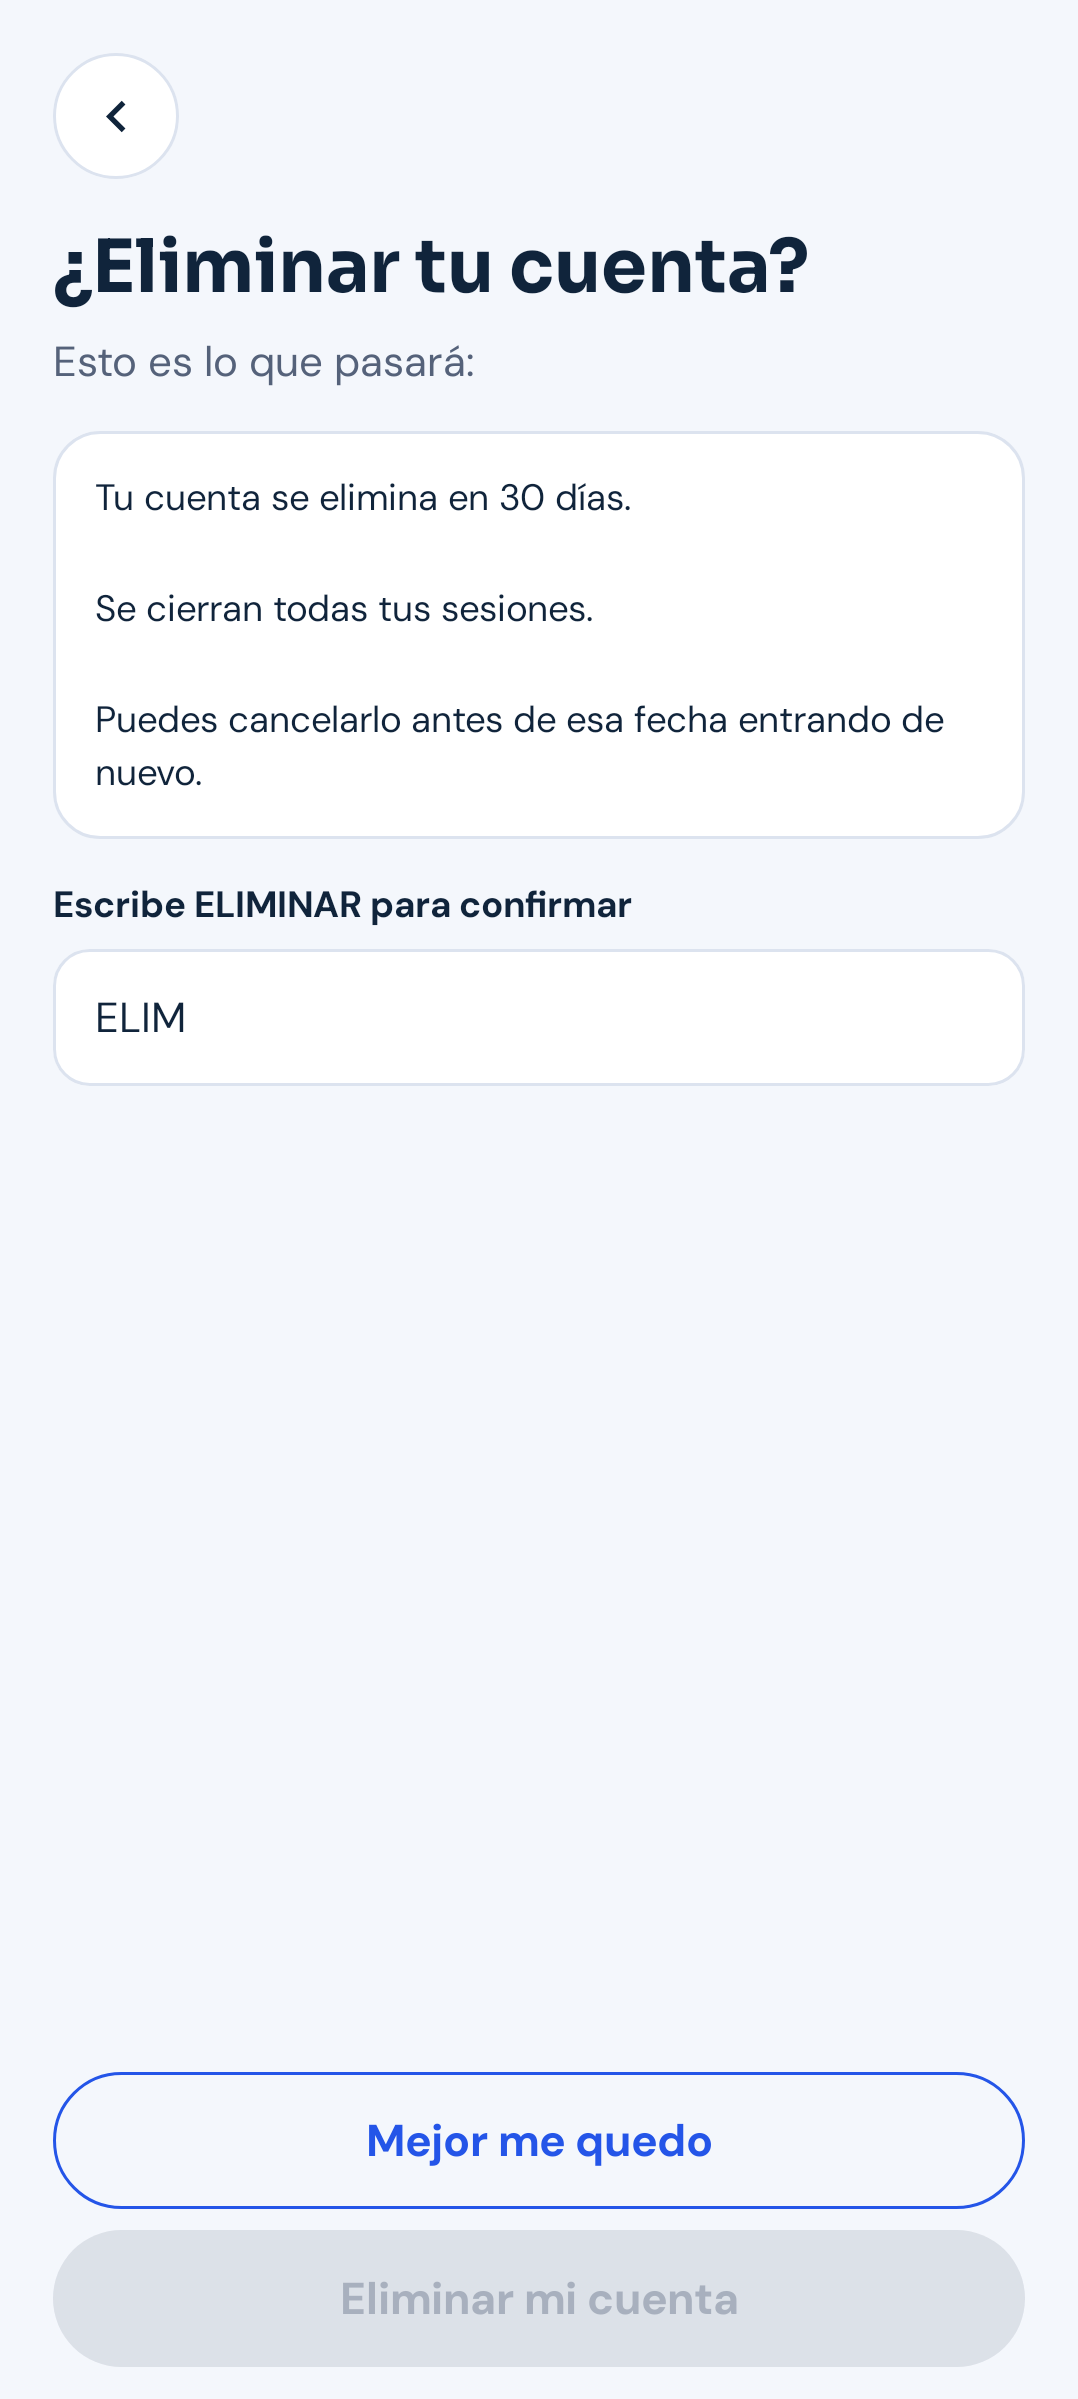 ¿Eliminar tu cuenta?
Esto es lo que pasará:
Tu cuenta se elimina en 30 días.
Se cierran todas tus sesiones.
Puedes cancelarlo antes de esa fecha entrando de
nuevo.
Escribe ELIMINAR para confirmar
ELIM
Mejor me quedo
Eliminar mi cuenta